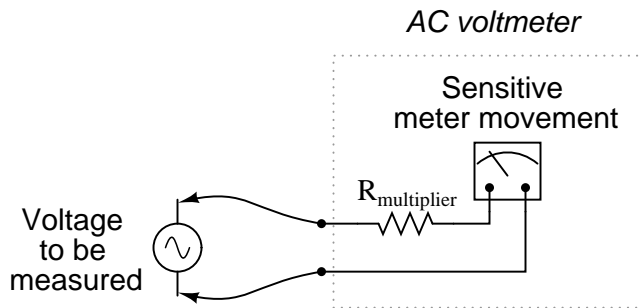 AC voltmeter
Sensitive
meter movement
Rmultiplier
Voltage
to be
measured